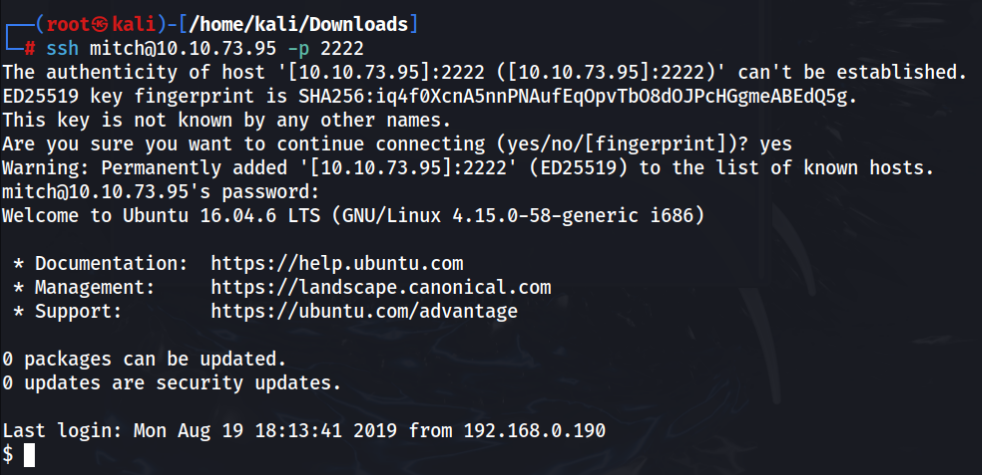 ┌──(root㉿kali)-[/home/kali/Downloads]
└─# ssh mitch@10.10.73.95 -p 2222
The authenticity of host '[10.10.73.95]:2222 ([10.10.73.95]:2222)' can't be established.
ED25519 key fingerprint is SHA256:iq4f0XcnA5nnPNAufEqOpvTbO8dOJPcHGgmeABEdQ5g.
This key is not known by any other names.
Are you sure you want to continue connecting (yes/no/[fingerprint])? yes
Warning: Permanently added '[10.10.73.95]:2222' (ED25519) to the list of known hosts.
mitch@10.10.73.95's password:
Welcome to Ubuntu 16.04.6 LTS (GNU/Linux 4.15.0-58-generic i686)
 * Documentation:  https://help.ubuntu.com
 * Management:     https://landscape.canonical.com
 * Support:        https://ubuntu.com/advantage
0 packages can be updated.
0 updates are security updates.
Last login: Mon Aug 19 18:13:41 2019 from 192.168.0.190
$